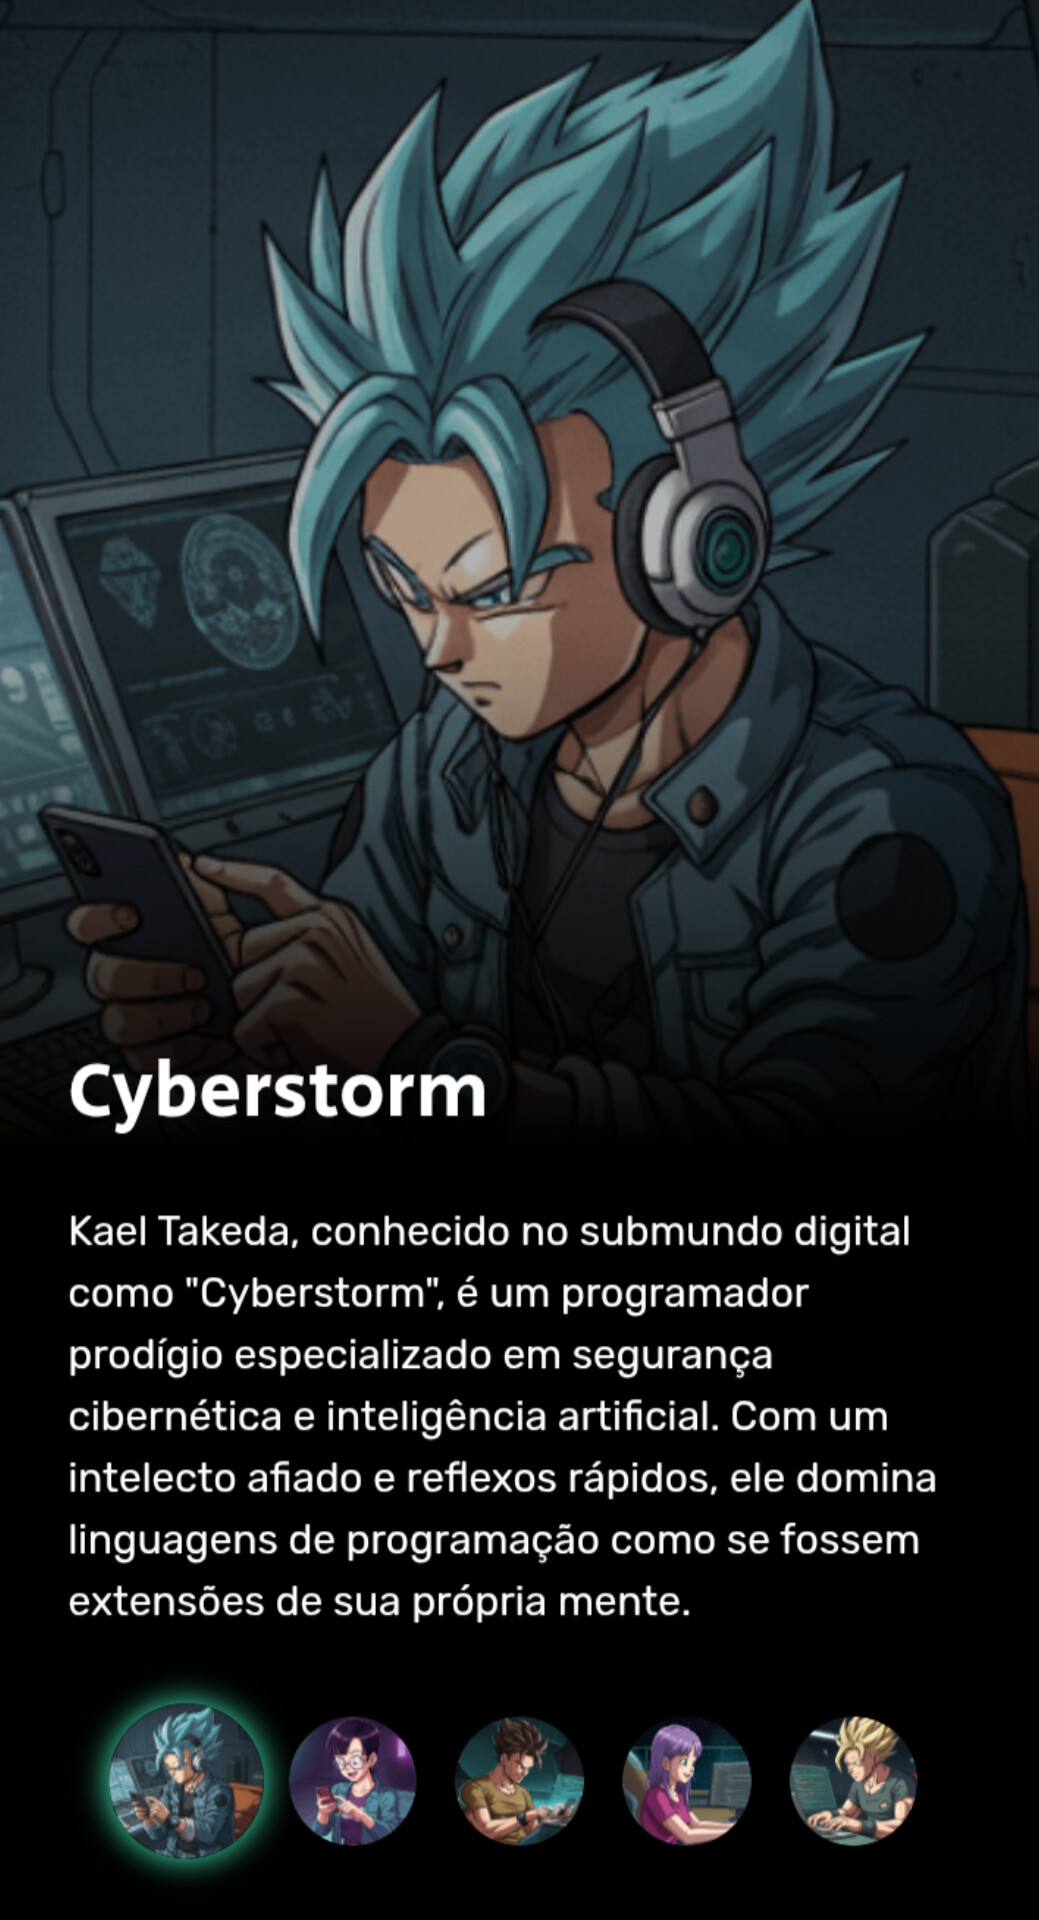 Cyberstorm
Kael Takeda, conhecido no submundo digital
como "Cyberstorm", é um programador
prodígio especializado em segurança
cibernética e inteligência artificial. Com um
intelecto afiado e reflexos rápidos, ele domina
linguagens de programação como se fossem
extensões de sua própria mente.